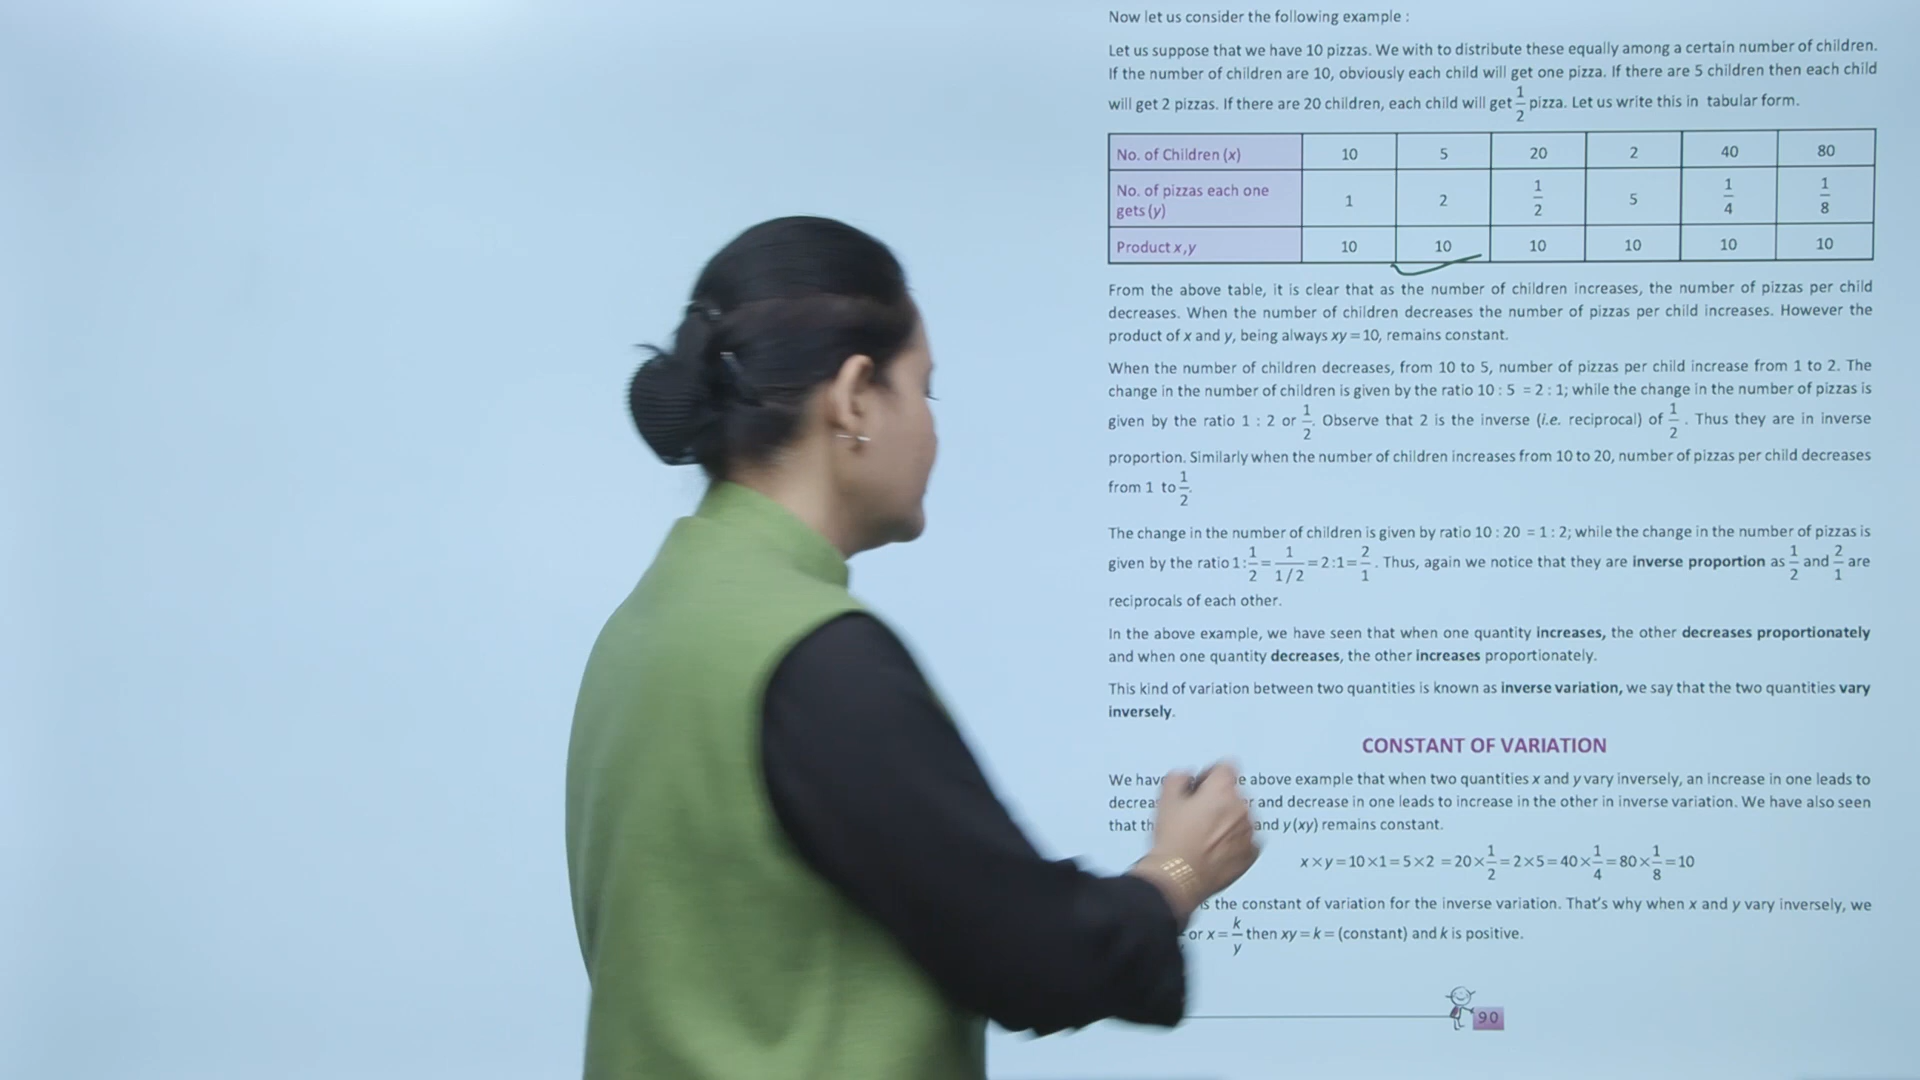 Now let us consider the following example :
Let us suppose that we have 10 pizzas. We with to distribute these equally among a certain number of children.
If the number of children are 10, obviously each child will get one pizza. If there are 5 children then each child
will get 2 pizzas. If there are 20 children, each child will get 1/2 pizza. Let us write this in tabular form.
No. of Children (x) 10 5 20 2 40 80
No. of pizzas each one gets (y) 1 2 1/2 5 1/4 1/8
Product x,y 10 10 10 10 10 10
From the above table, it is clear that as the number of children increases, the number of pizzas per child
decreases. When the number of children decreases the number of pizzas per child increases. However the
product of x and y, being always xy = 10, remains constant.
When the number of children decreases, from 10 to 5, number of pizzas per child increase from 1 to 2. The
change in the number of children is given by the ratio 10 : 5 = 2 : 1; while the change in the number of pizzas is
given by the ratio 1 : 2 or 1/2. Observe that 2 is the inverse (i.e. reciprocal) of 1/2 . Thus they are in inverse
proportion. Similarly when the number of children increases from 10 to 20, number of pizzas per child decreases
from 1 to 1/2.
The change in the number of children is given by ratio 10 : 20 = 1 : 2; while the change in the number of pizzas is
given by the ratio 1:1/2 = 1/(1/2) = 2:1 = 2/1 . Thus, again we notice that they are inverse proportion as 1/2 and 2/1 are
reciprocals of each other.
In the above example, we have seen that when one quantity increases, the other decreases proportionately
and when one quantity decreases, the other increases proportionately.
This kind of variation between two quantities is known as inverse variation, we say that the two quantities vary
inversely.
CONSTANT OF VARIATION
We have above example that when two quantities x and y vary inversely, an increase in one leads to
and decrease in one leads to increase in the other in inverse variation. We have also seen
that and y (xy) remains constant.
x × y = 10 × 1 = 5 × 2 = 20 × 1/2 = 2 × 5 = 40 × 1/4 = 80 × 1/8 = 10
is the constant of variation for the inverse variation. That's why when x and y vary inversely, we
or x = k/y then xy = k = (constant) and k is positive.
90